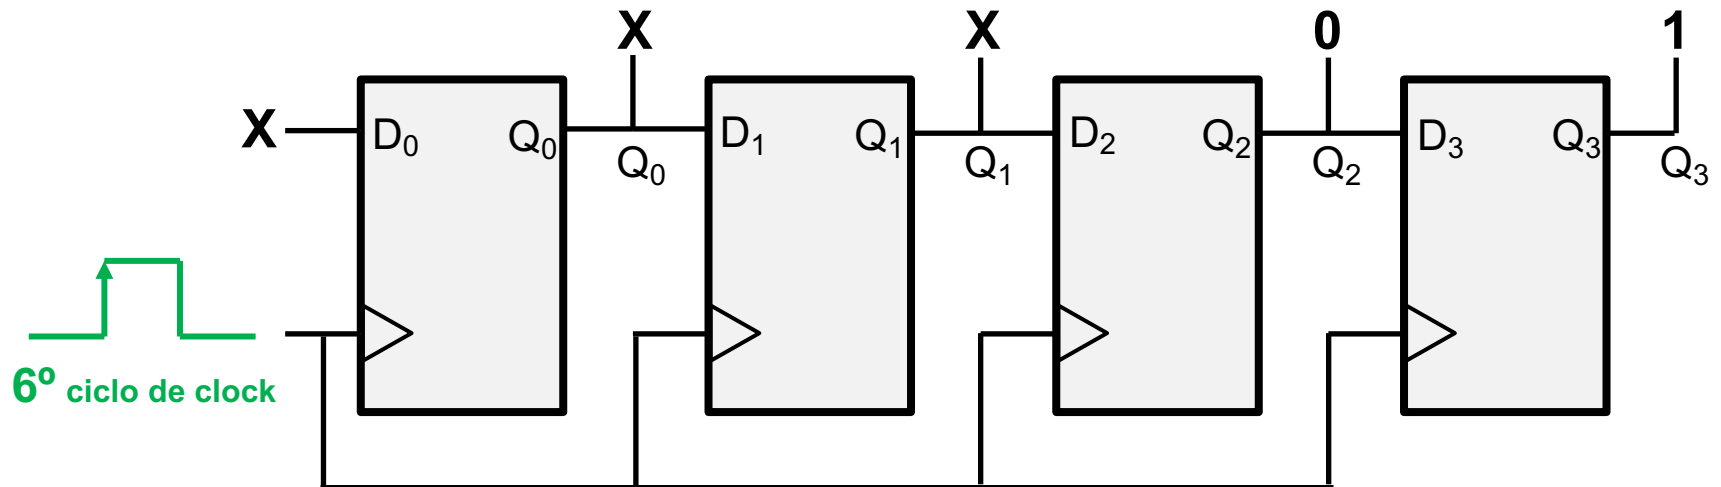 X X 0 1
X D₀ Q₀ D₁ Q₁ D₂ Q₂ D₃ Q₃
Q₀ Q₁ Q₂ Q₃
6º ciclo de clock